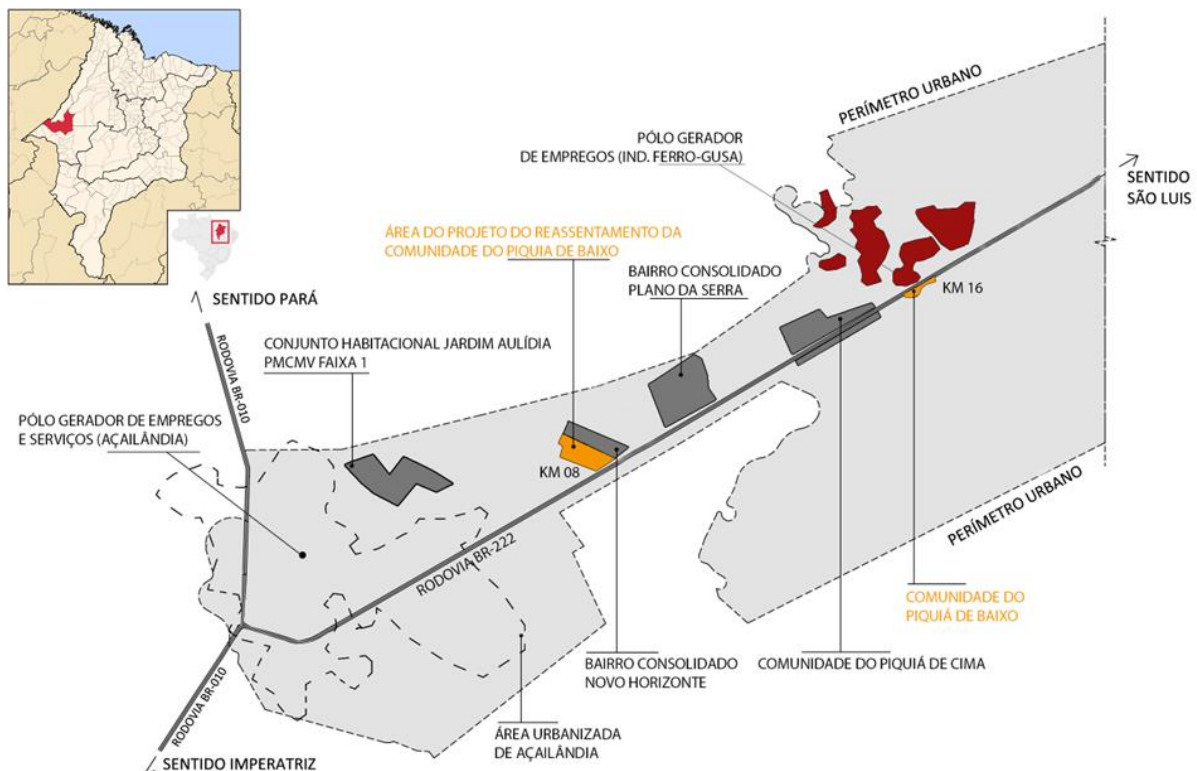 PERÍMETRO URBANO
PÓLO GERADOR
DE EMPREGOS (IND. FERRO-GUSA)
SENTIDO
SÃO LUIS
ÁREA DO PROJETO DO REASSENTAMENTO DA
COMUNIDADE DO PIQUIA DE BAIXO
BAIRRO CONSOLIDADO
PLANO DA SERRA
KM 16
SENTIDO PARÁ
CONJUNTO HABITACIONAL JARDIM AULÍDIA
PMCMV FAIXA 1
RODOVIA BR-010
PÓLO GERADOR DE EMPREGOS
E SERVIÇOS (AÇAILÂNDIA)
KM 08
RODOVIA BR-222
PERÍMETRO URBANO
COMUNIDADE DO
PIQUIÁ DE BAIXO
BAIRRO CONSOLIDADO
NOVO HORIZONTE
COMUNIDADE DO PIQUIÁ DE CIMA
RODOVIA BR-010
ÁREA URBANIZADA
DE AÇAILÂNDIA
SENTIDO IMPERATRIZ